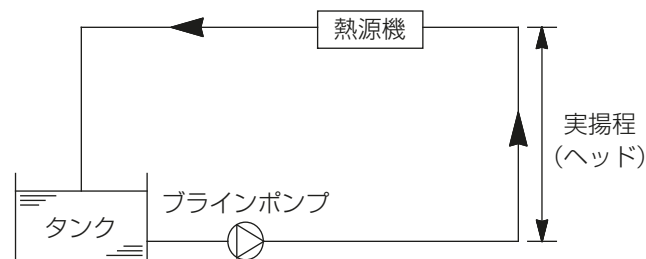 熱源機
実揚程
(ヘッド)
ブラインポンプ
タンク